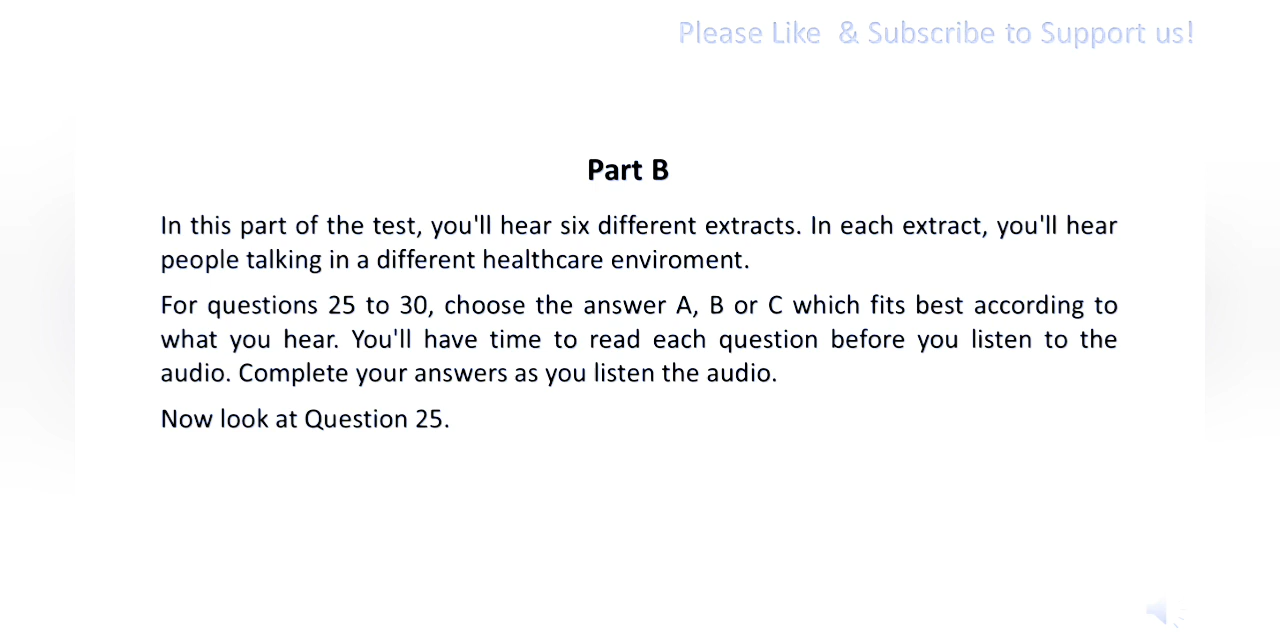 Please Like & Subscribe to Support us!
Part B
In this part of the test, you'll hear six different extracts. In each extract, you'll hear
people talking in a different healthcare enviroment.
For questions 25 to 30, choose the answer A, B or C which fits best according to
what you hear. You'll have time to read each question before you listen to the
audio. Complete your answers as you listen the audio.
Now look at Question 25.